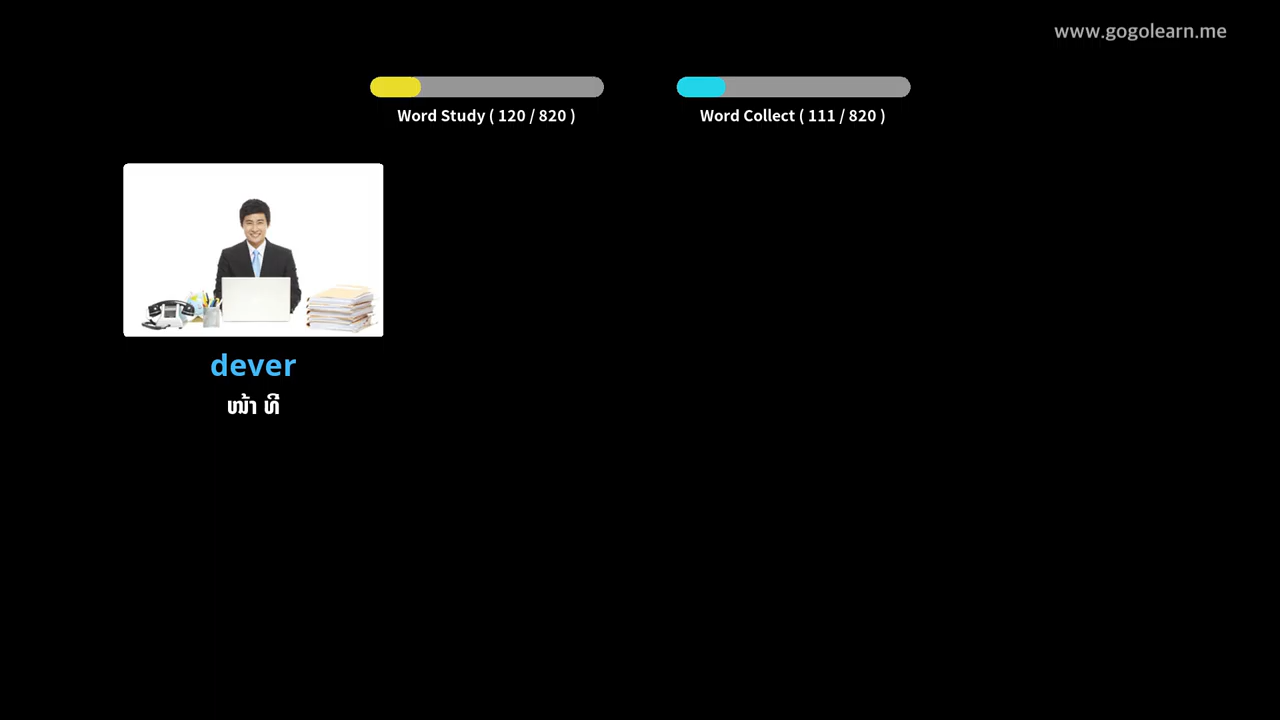 www.gogolearn.me
Word Study ( 120 / 820 )
Word Collect ( 111 / 820 )
dever
ໜ້າ ທີ